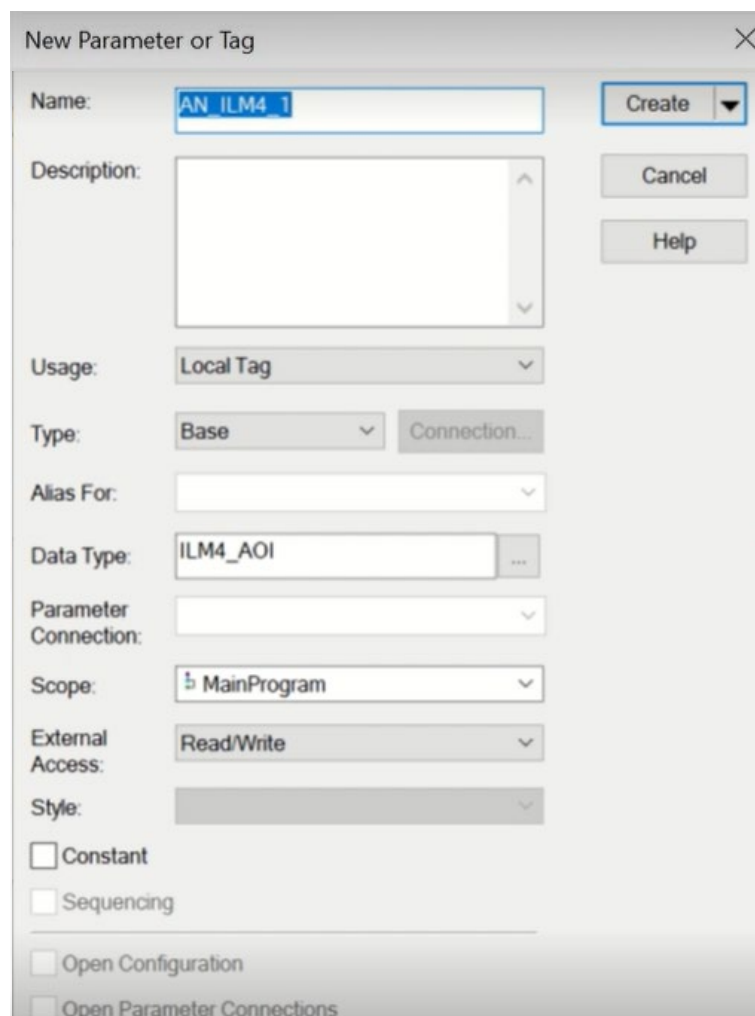 New Parameter or Tag
Name: AN_ILM4_1 Create
Description: Cancel
Help
Usage: Local Tag
Type: Base Connection...
Alias For:
Data Type: ILM4_AOI ...
Parameter
Connection:
Scope: MainProgram
External
Access: Read/Write
Style:
Constant
Sequencing
Open Configuration
Open Parameter Connections